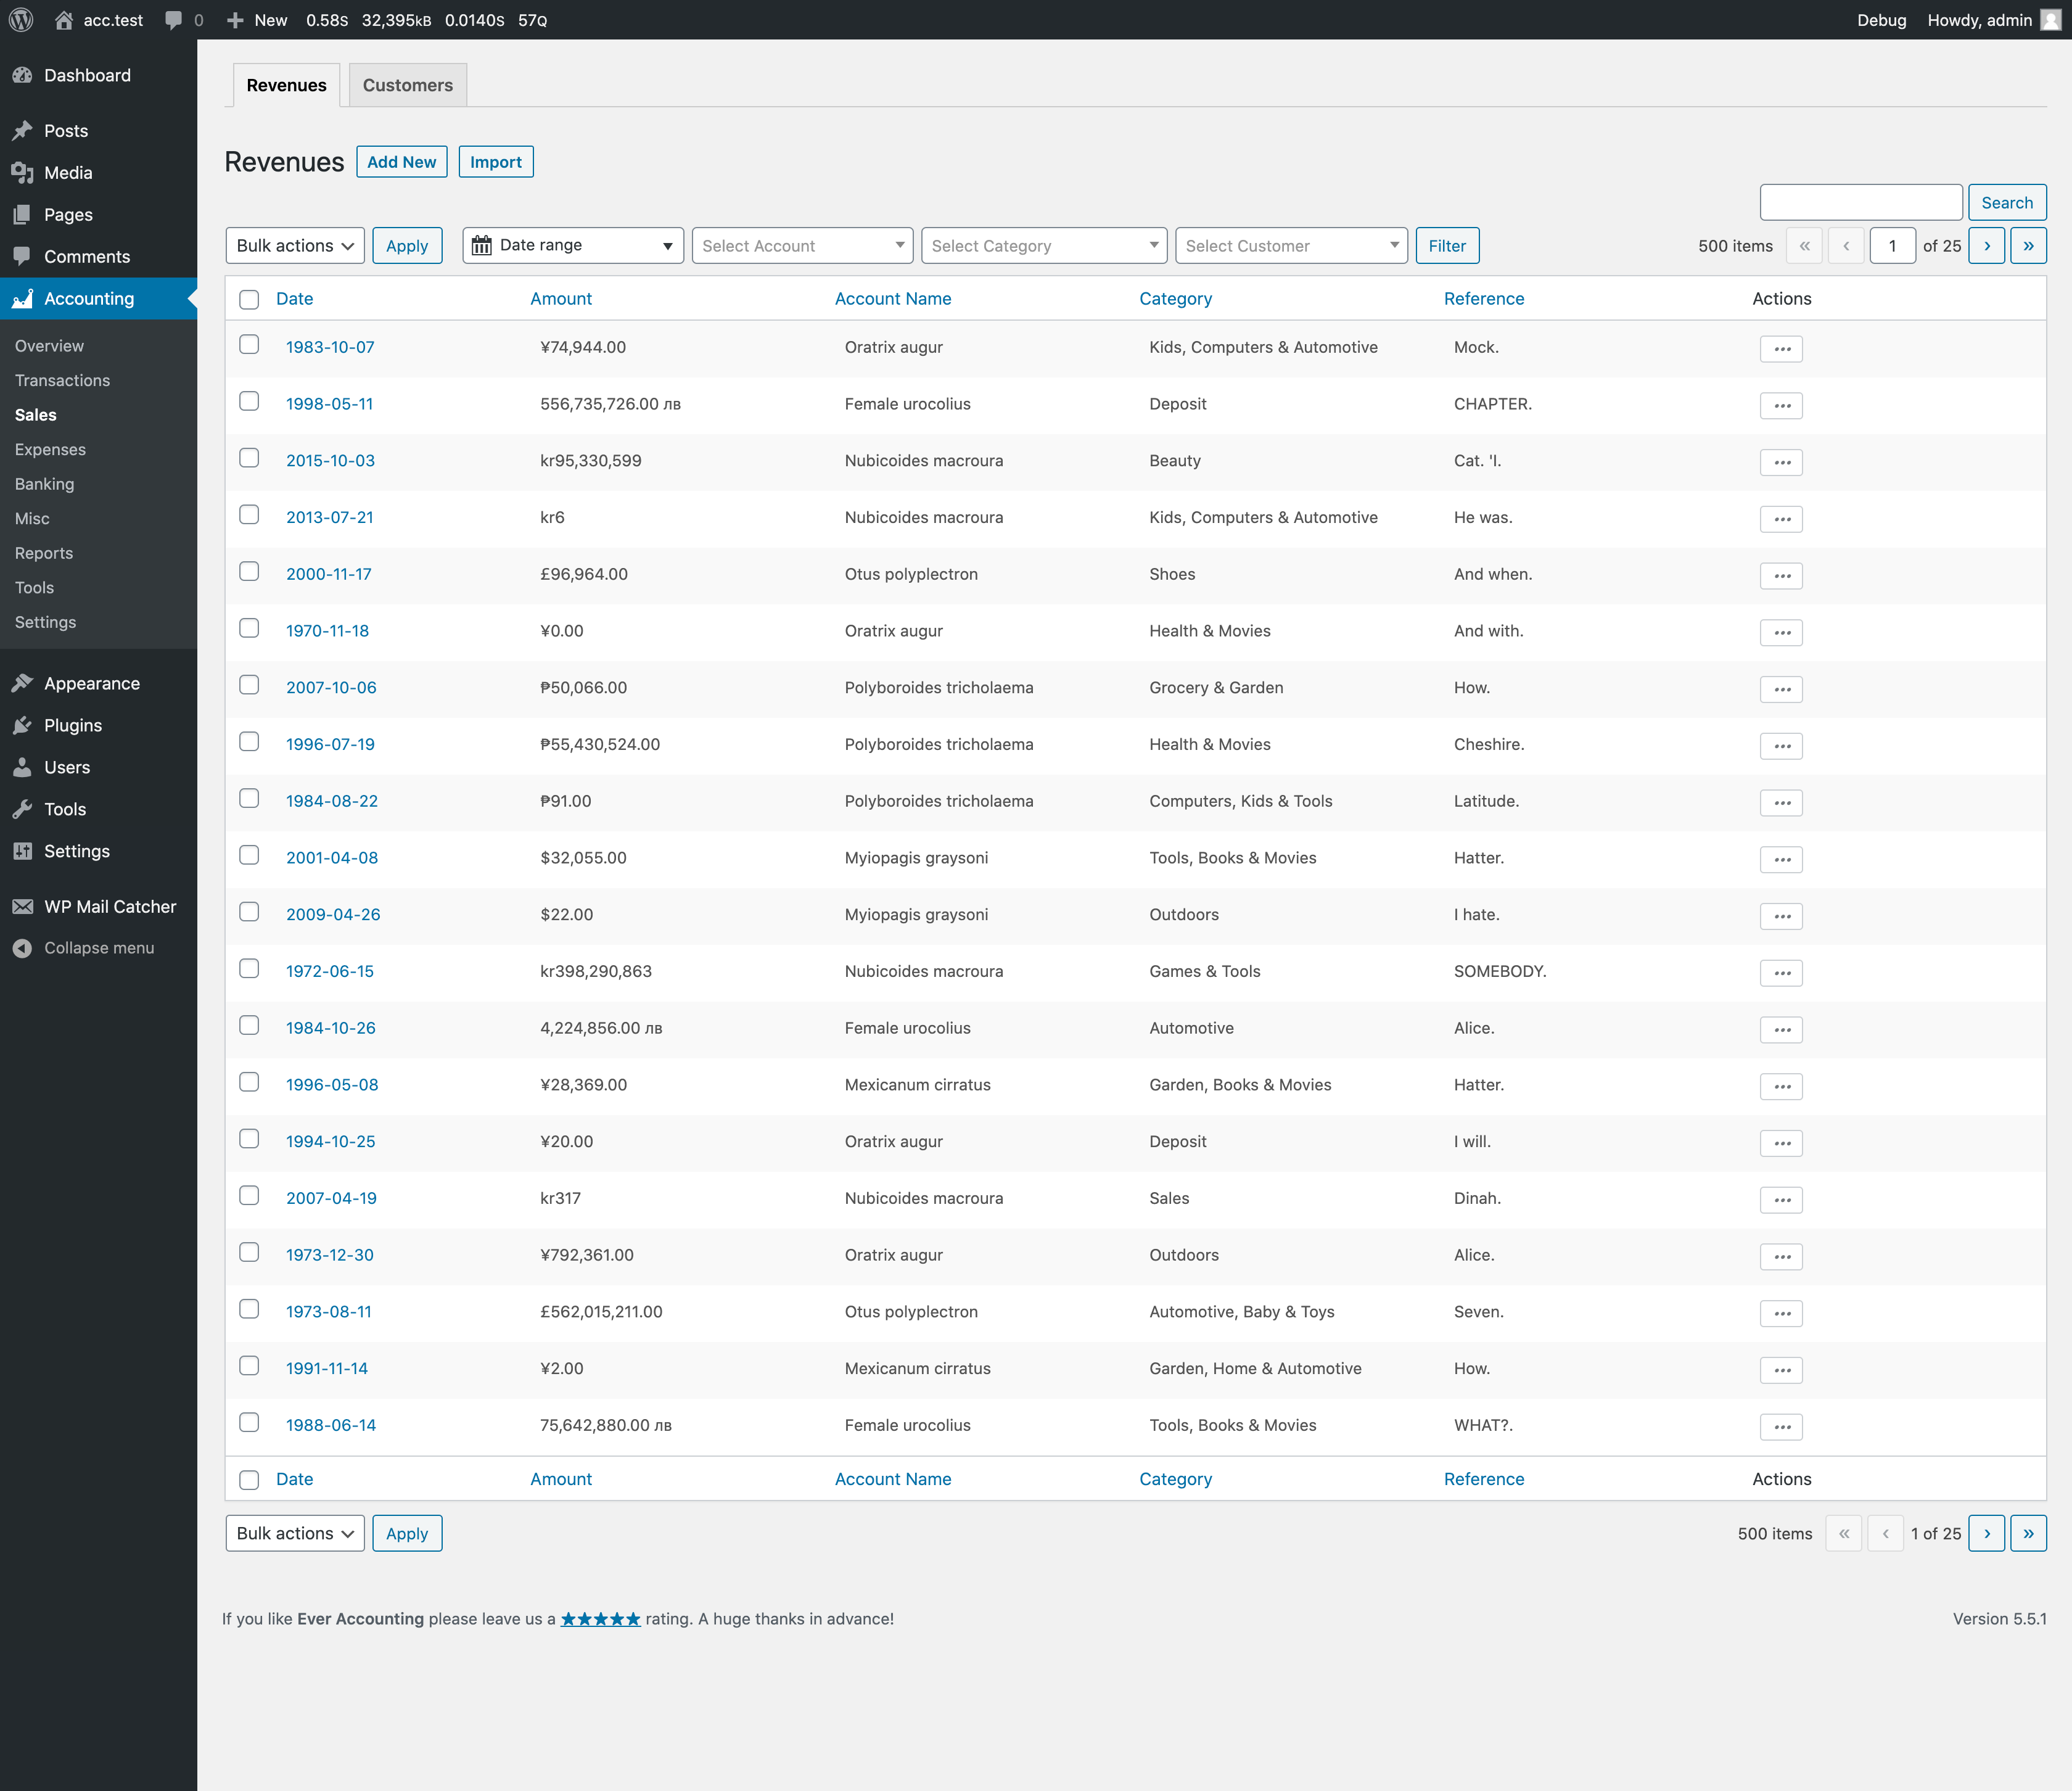 acc.test 0 New 0.58S 32,395KB 0.0140S 57Q Debug Howdy, admin
Dashboard
Posts
Media
Pages
Comments
Accounting
Overview
Transactions
Sales
Expenses
Banking
Misc
Reports
Tools
Settings
Appearance
Plugins
Users
Tools
Settings
WP Mail Catcher
Collapse menu
Revenues Customers
Revenues Add New Import
Search
Bulk actions Apply Date range Select Account Select Category Select Customer Filter 500 items « ‹ 1 of 25 › »
Date Amount Account Name Category Reference Actions
1983-10-07 ¥74,944.00 Oratrix augur Kids, Computers & Automotive Mock. •••
1998-05-11 556,735,726.00 лв Female urocolius Deposit CHAPTER. •••
2015-10-03 kr95,330,599 Nubicoides macroura Beauty Cat. 'I. •••
2013-07-21 kr6 Nubicoides macroura Kids, Computers & Automotive He was. •••
2000-11-17 £96,964.00 Otus polyplectron Shoes And when. •••
1970-11-18 ¥0.00 Oratrix augur Health & Movies And with. •••
2007-10-06 ₱50,066.00 Polyboroides tricholaema Grocery & Garden How. •••
1996-07-19 ₱55,430,524.00 Polyboroides tricholaema Health & Movies Cheshire. •••
1984-08-22 ₱91.00 Polyboroides tricholaema Computers, Kids & Tools Latitude. •••
2001-04-08 $32,055.00 Myiopagis graysoni Tools, Books & Movies Hatter. •••
2009-04-26 $22.00 Myiopagis graysoni Outdoors I hate. •••
1972-06-15 kr398,290,863 Nubicoides macroura Games & Tools SOMEBODY. •••
1984-10-26 4,224,856.00 лв Female urocolius Automotive Alice. •••
1996-05-08 ¥28,369.00 Mexicanum cirratus Garden, Books & Movies Hatter. •••
1994-10-25 ¥20.00 Oratrix augur Deposit I will. •••
2007-04-19 kr317 Nubicoides macroura Sales Dinah. •••
1973-12-30 ¥792,361.00 Oratrix augur Outdoors Alice. •••
1973-08-11 £562,015,211.00 Otus polyplectron Automotive, Baby & Toys Seven. •••
1991-11-14 ¥2.00 Mexicanum cirratus Garden, Home & Automotive How. •••
1988-06-14 75,642,880.00 лв Female urocolius Tools, Books & Movies WHAT?. •••
Date Amount Account Name Category Reference Actions
Bulk actions Apply 500 items « ‹ 1 of 25 › »
If you like Ever Accounting please leave us a ★★★★★ rating. A huge thanks in advance! Version 5.5.1